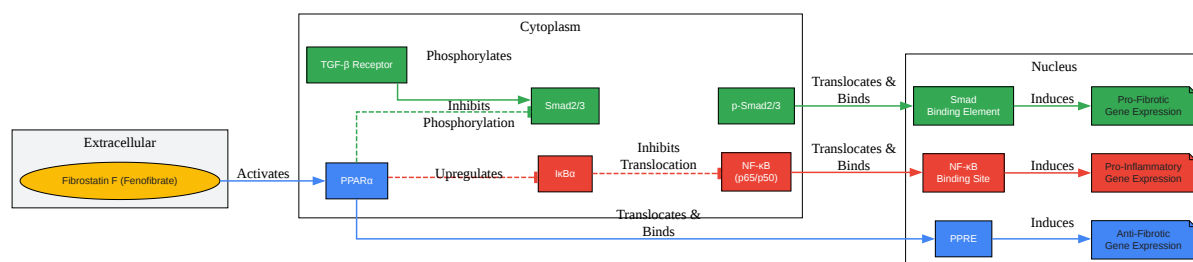 Cytoplasm
Nucleus
Extracellular
TGF-β Receptor
Phosphorylates
Smad2/3
p-Smad2/3
Translocates &
Binds
Smad
Binding Element
Induces
Pro-Fibrotic
Gene Expression
Inhibits
Phosphorylation
Fibrostatin F (Fenofibrate)
Activates
PPARα
Upregulates
IκBα
Inhibits
Translocation
NF-κB
(p65/p50)
Translocates &
Binds
NF-κB
Binding Site
Induces
Pro-Inflammatory
Gene Expression
Translocates &
Binds
PPRE
Induces
Anti-Fibrotic
Gene Expression